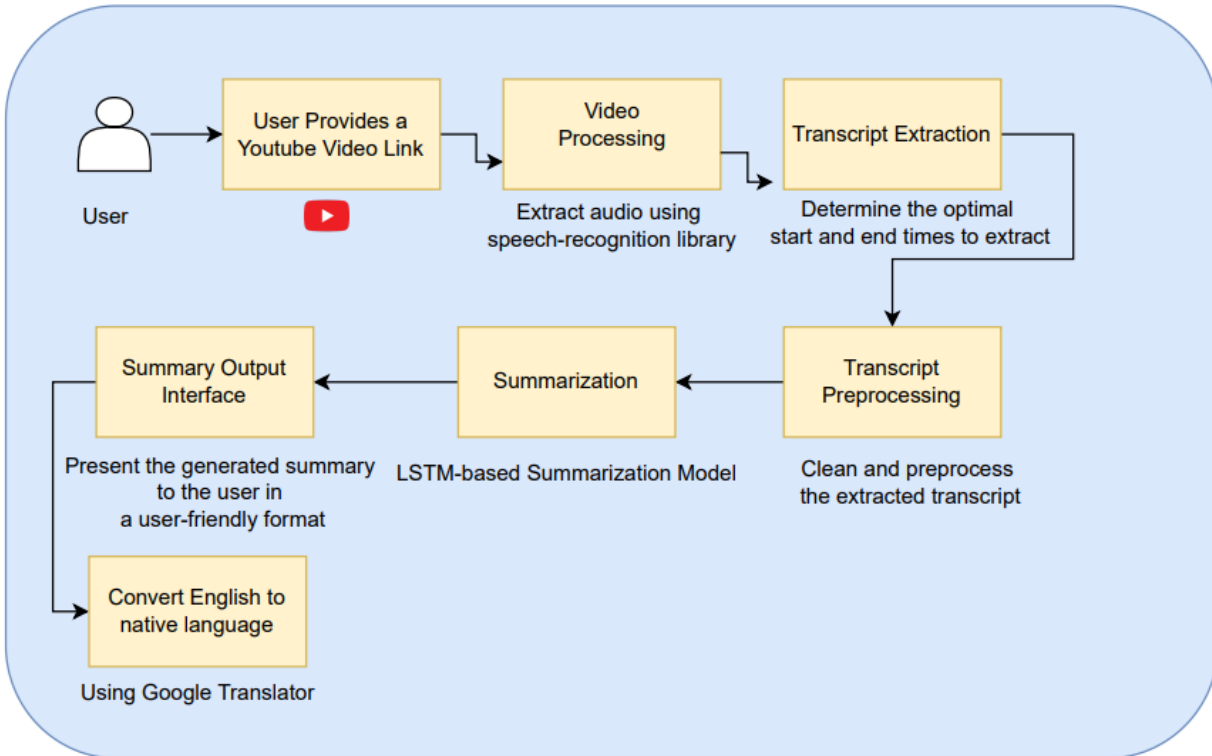 User Provides a
Youtube Video Link
User
Video
Processing
Extract audio using
speech-recognition library
Transcript Extraction
Determine the optimal
start and end times to extract
Transcript
Preprocessing
Clean and preprocess
the extracted transcript
Summarization
LSTM-based Summarization Model
Summary Output
Interface
Present the generated summary
to the user in
a user-friendly format
Convert English to
native language
Using Google Translator